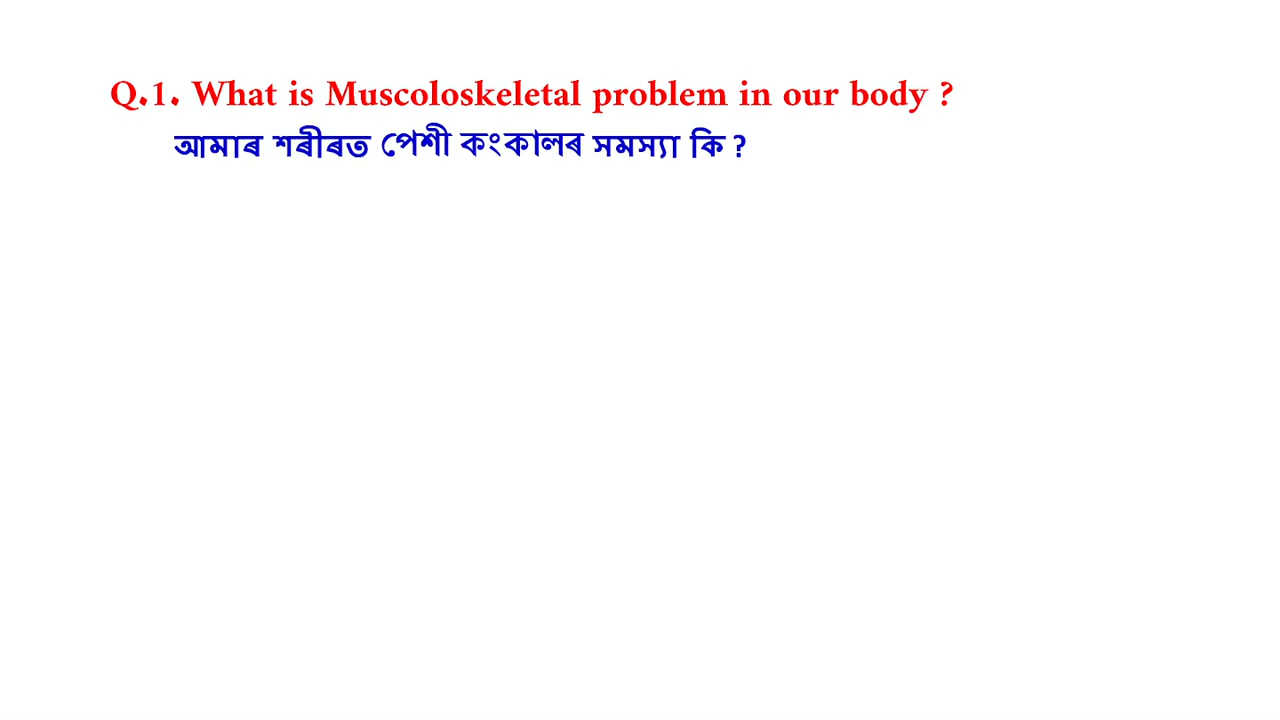 Q.1. What is Muscoloskeletal problem in our body ?
আমাৰ শৰীৰত পেশী কংকালৰ সমস্যা কি ?